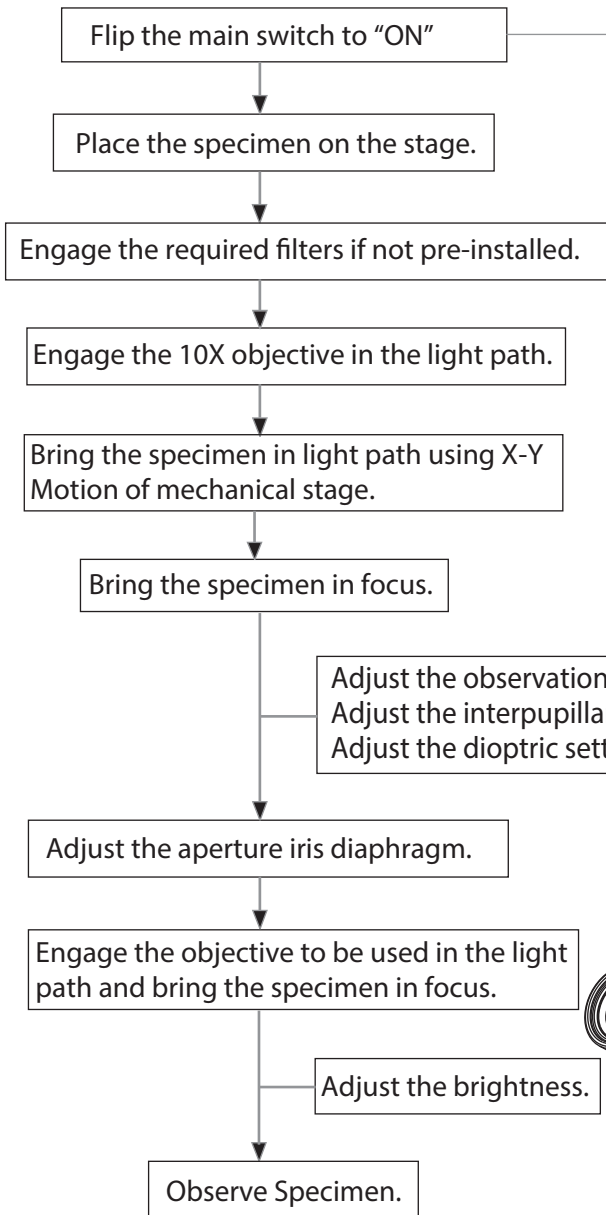 Flip the main switch to “ON”
Place the specimen on the stage.
Engage the required filters if not pre-installed.
Engage the 10X objective in the light path.
Bring the specimen in light path using X-Y
Motion of mechanical stage.
Bring the specimen in focus.
Adjust the observation
Adjust the
Adjust the dioptric
Adjust the aperture iris diaphragm.
Engage the objective to be used in the light
path and bring the specimen in focus.
Adjust the brightness.
Observe Specimen.